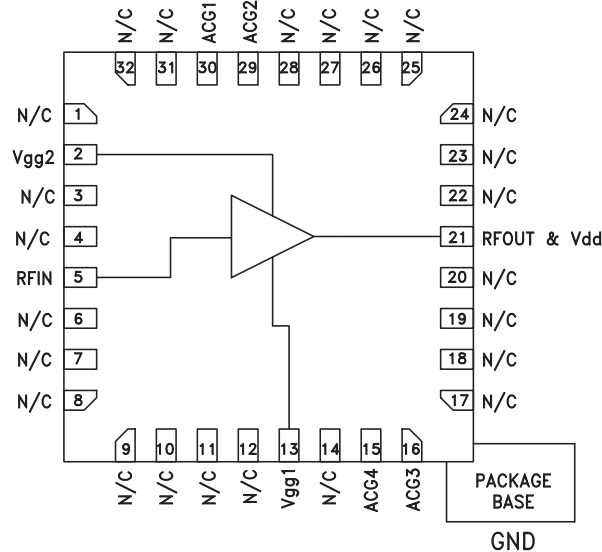 N/C N/C ACG1 ACG2 N/C N/C N/C N/C
32 31 30 29 28 27 26 25
N/C 1
Vgg2 2
N/C 3
N/C 4
RFIN 5
N/C 6
N/C 7
N/C 8
24 N/C
23 N/C
22 N/C
21 RFOUT & Vdd
20 N/C
19 N/C
18 N/C
17 N/C
9 10 11 12 13 14 15 16
N/C N/C N/C N/C Vgg1 N/C ACG4 ACG3
PACKAGE
BASE
GND